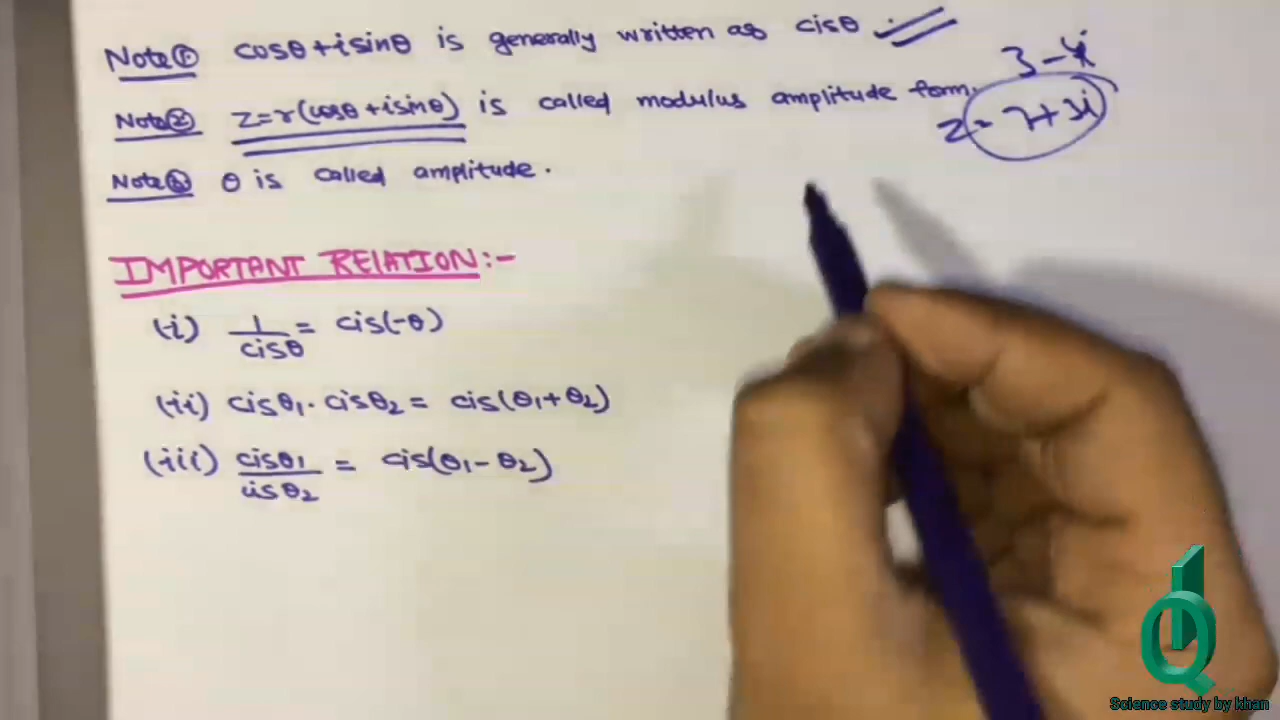 Note① cosθ+isinθ is generally written as cisθ
3-4i
Note② z=r(cosθ+isinθ) is called modulus amplitude form.
z= 7+3i
Note③ θ is called amplitude.
IMPORTANT RELATION:-
(i) 1/cisθ = cis(-θ)
(ii) cisθ₁.cisθ₂ = cis(θ₁+θ₂)
(iii) cisθ₁/cisθ₂ = cis(θ₁-θ₂)
Science study by khan